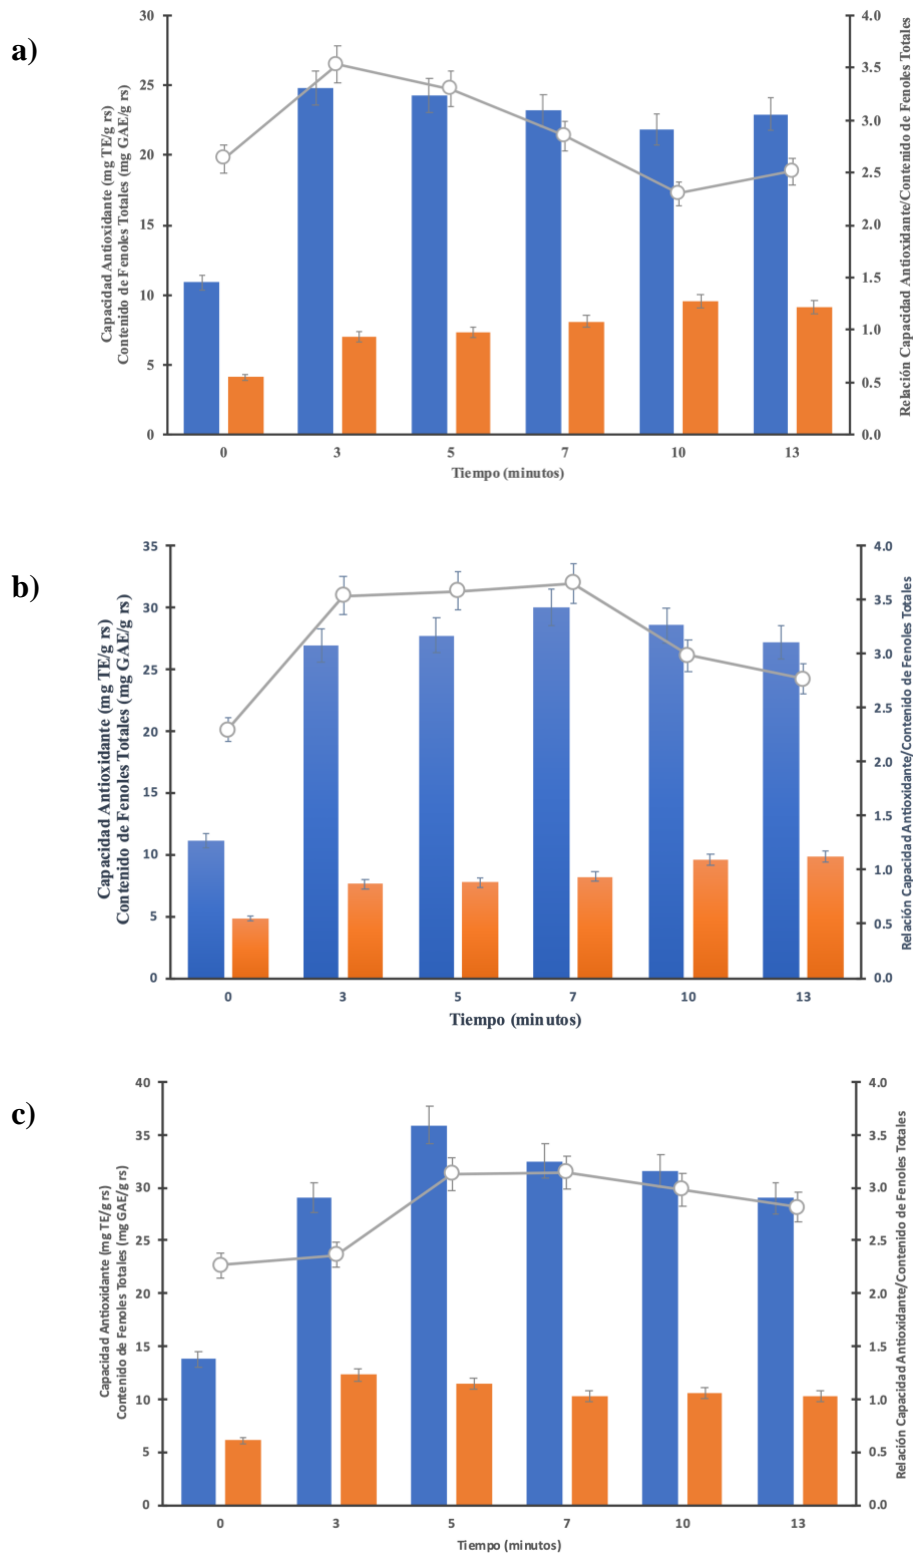 a)
Capacidad Antioxidante (mg TE/g rs)
Contenido de Fenoles Totales (mg GAE/g rs)
30
25
20
15
10
5
0
4.0
3.5
3.0
2.5
2.0
1.5
1.0
0.5
0.0
Relación Capacidad Antioxidante/Contenido de Fenoles Totales
0 3 5 7 10 13
Tiempo (minutos)
b)
Capacidad Antioxidante (mg TE/g rs)
Contenido de Fenoles Totales (mg GAE/g rs)
35
30
25
20
15
10
5
0
4.0
3.5
3.0
2.5
2.0
1.5
1.0
0.5
0.0
Relación Capacidad Antioxidante/Contenido de Fenoles Totales
0 3 5 7 10 13
Tiempo (minutos)
c)
Capacidad Antioxidante (mg TE/g rs)
Contenido de Fenoles Totales (mg GAE/g rs)
40
35
30
25
20
15
10
5
0
4.0
3.5
3.0
2.5
2.0
1.5
1.0
0.5
0.0
Relación Capacidad Antioxidante/Contenido de Fenoles Totales
0 3 5 7 10 13
Tiempo (minutos)